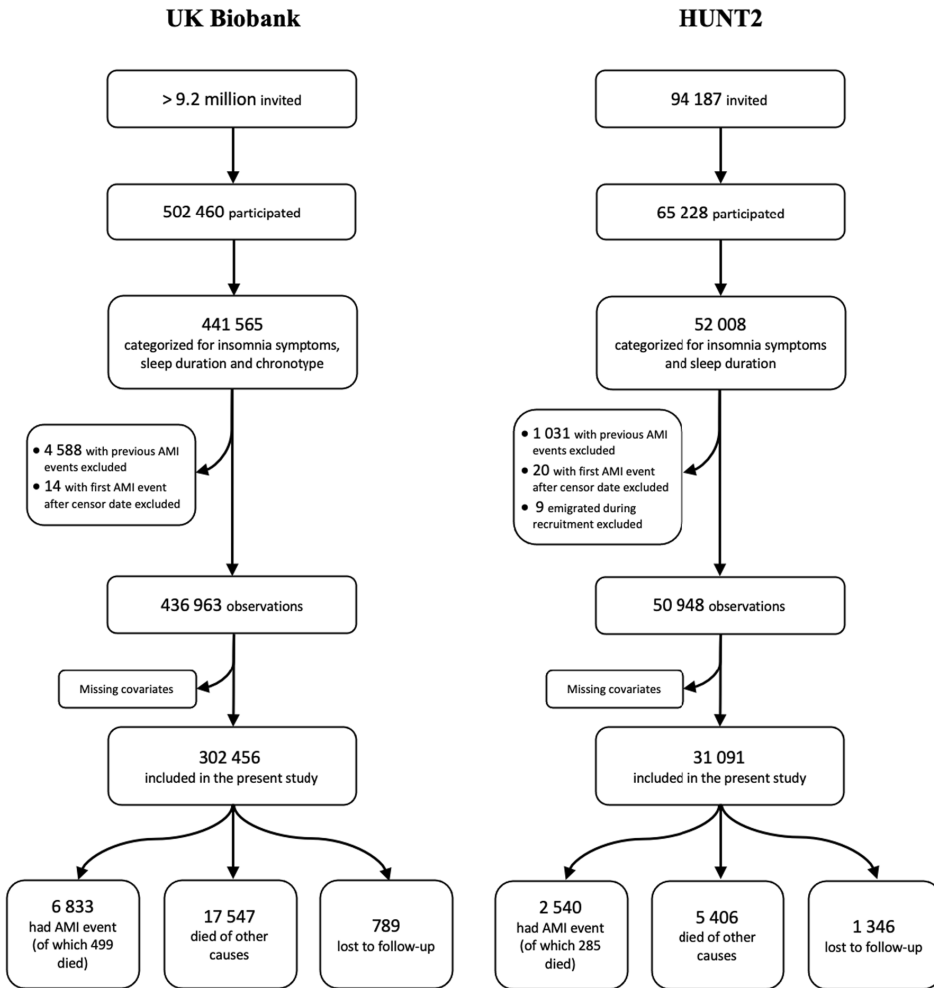 UK Biobank
> 9.2 million invited
502 460 participated
441 565
categorized for insomnia symptoms,
sleep duration and chronotype
• 4 588 with previous AMI
events excluded
• 14 with first AMI event
after censor date excluded
436 963 observations
Missing covariates
302 456
included in the present study
6 833
had AMI event
(of which 499
died)
17 547
died of other
causes
789
lost to follow-up
HUNT2
94 187 invited
65 228 participated
52 008
categorized for insomnia symptoms
and sleep duration
• 1 031 with previous AMI
events excluded
• 20 with first AMI event
after censor date excluded
• 9 emigrated during
recruitment excluded
50 948 observations
Missing covariates
31 091
included in the present study
2 540
had AMI event
(of which 285
died)
5 406
died of other
causes
1 346
lost to follow-up